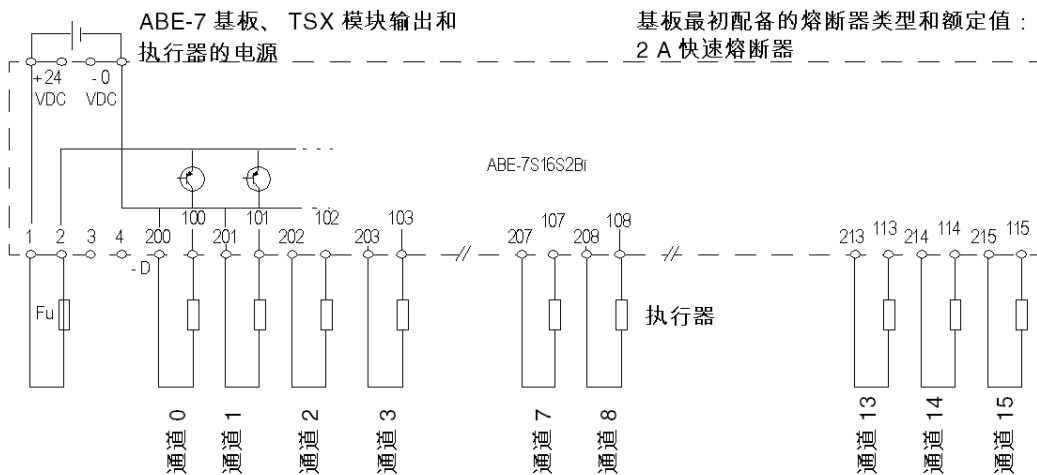 ABE-7 基板、 TSX 模块输出和
执行器的电源
基板最初配备的熔断器类型和额定值：
2 A 快速熔断器
+24 VDC
- 0 VDC
ABE-7S16S2Bi
100 101 102 103 107 108 113 114 115
1 2 3 4 200 201 202 203 207 208 213 214 215
- D
Fu
执行器
通道 0
通道 1
通道 2
通道 3
通道 7
通道 8
通道 13
通道 14
通道 15